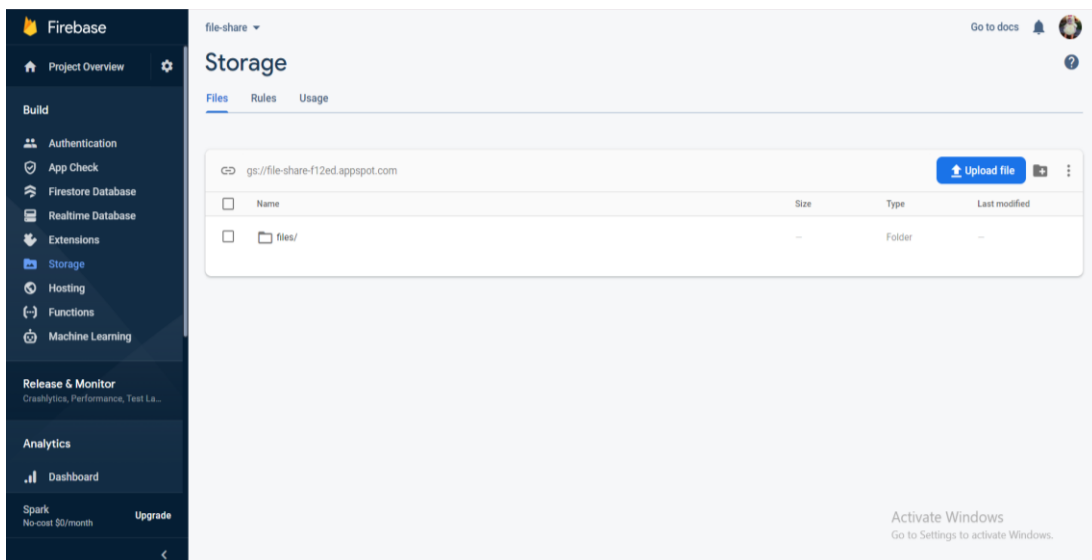 Firebase
Project Overview
Build
Authentication
App Check
Firestore Database
Realtime Database
Extensions
Storage
Hosting
Functions
Machine Learning
Release & Monitor
Crashlytics, Performance, Test La...
Analytics
Dashboard
Spark
No-cost $0/month
Upgrade
file-share
Go to docs
Storage
Files Rules Usage
gs://file-share-f12ed.appspot.com
Upload file
Name Size Type Last modified
files/ – Folder –
Activate Windows
Go to Settings to activate Windows.